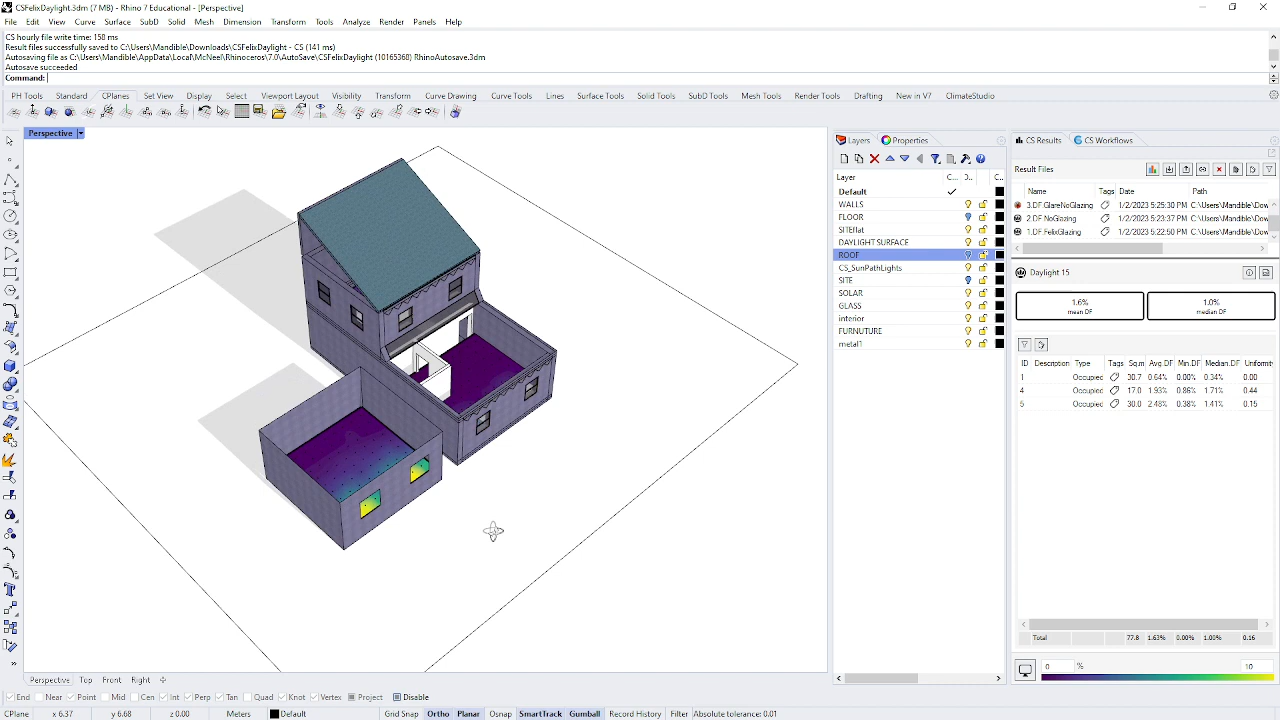 CSFelixDaylight.3dm (7 MB) - Rhino 7 Educational - [Perspective]
File Edit View Curve Surface SubD Solid Mesh Dimension Transform Tools Analyze Render Panels Help
CS hourly file write time: 158 ms
Result files successfully saved to C:\Users\Mandible\Downloads\CSFelixDaylight - CS (141 ms)
Autosaving file as C:\Users\Mandible\AppData\Local\McNeel\Rhinoceros\7.0\AutoSave\CSFelixDaylight (10165368) RhinoAutosave.3dm
Autosave succeeded
Command:
PH Tools Standard CPlanes Set View Display Select Viewport Layout Visibility Transform Curve Drawing Curve Tools Lines Surface Tools Solid Tools SubD Tools Mesh Tools Render Tools Drafting New in V7 ClimateStudio
Perspective
Layers Properties
Layer C... O..
Default
WALLS
FLOOR
SITEflat
DAYLIGHT SURFACE
ROOF
CS_SunPathLights
SITE
SOLAR
GLASS
interior
FURNUTURE
metal1
CS Results CS Workflows
Result Files
Name Tags Date Path
3.DF GlareNoGlazing 1/2/2023 5:25:30 PM C:\Users\Mandible\Dow
2.DF NoGlazing 1/2/2023 5:23:37 PM C:\Users\Mandible\Dow
1.DF FelixGlazing 1/2/2023 5:22:50 PM C:\Users\Mandible\Dow
Daylight 15
1.6% 1.0%
mean DF median DF
ID Description Type Tags Sq.m Avg.DF Min.DF Median.DF Uniformity
1 Occupied 30.7 0.64% 0.00% 0.34% 0.00
4 Occupied 17.0 1.93% 0.86% 1.71% 0.44
5 Occupied 30.0 2.48% 0.38% 1.41% 0.15
Total 77.8 1.63% 0.00% 1.00% 0.16
0 % 10
Perspective Top Front Right
End Near Point Mid Cen Int Perp Tan Quad Knot Vertex Project Disable
CPlane x 6.37 y 6.68 z 0.00 Meters Default Grid Snap Ortho Planar Osnap SmartTrack Gumball Record History Filter Absolute tolerance: 0.01